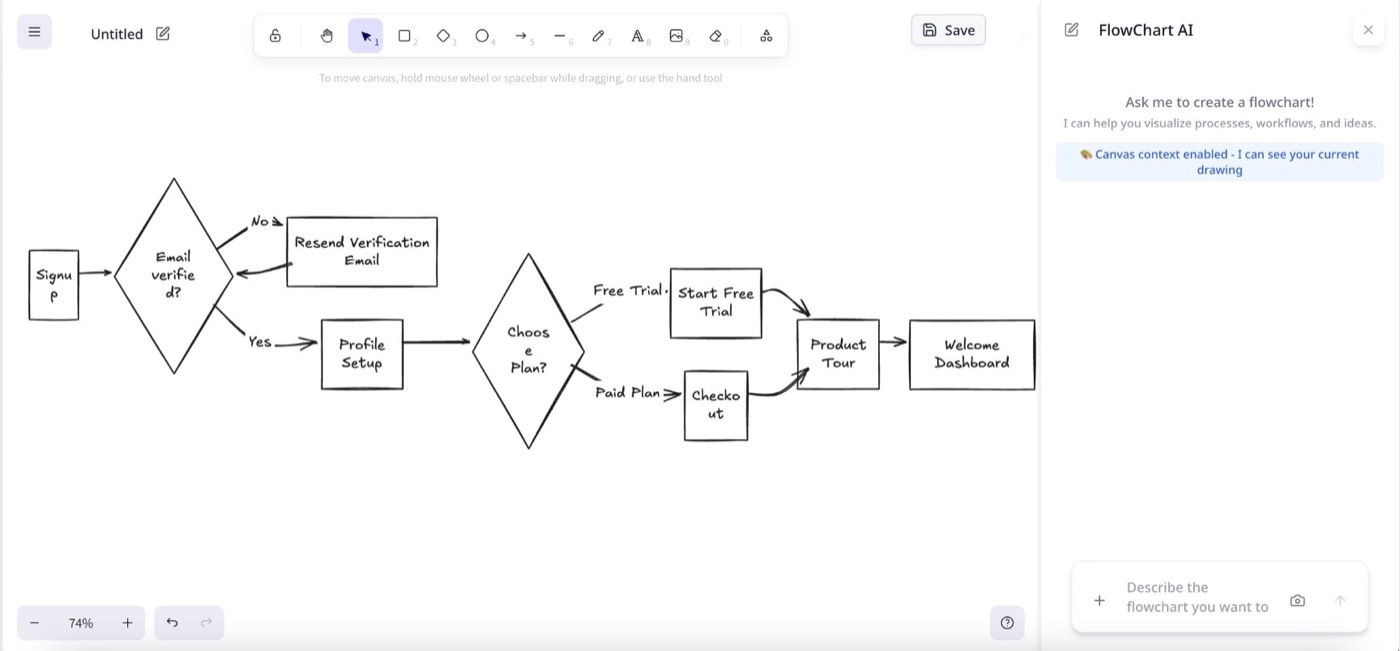 Untitled
1
2
3
4
5
6
7
8
9
0
Save
FlowChart AI
To move canvas, hold mouse wheel or spacebar while dragging, or use the hand tool
Ask me to create a flowchart!
I can help you visualize processes, workflows, and ideas.
🎨 Canvas context enabled - I can see your current
drawing
Signu
p
Email
verifie
d?
No
Resend Verification
Email
Yes
Profile
Setup
Choos
e
Plan?
Free Trial
Start Free
Trial
Paid Plan
Checko
ut
Product
Tour
Welcome
Dashboard
74%
Describe the
flowchart you want to